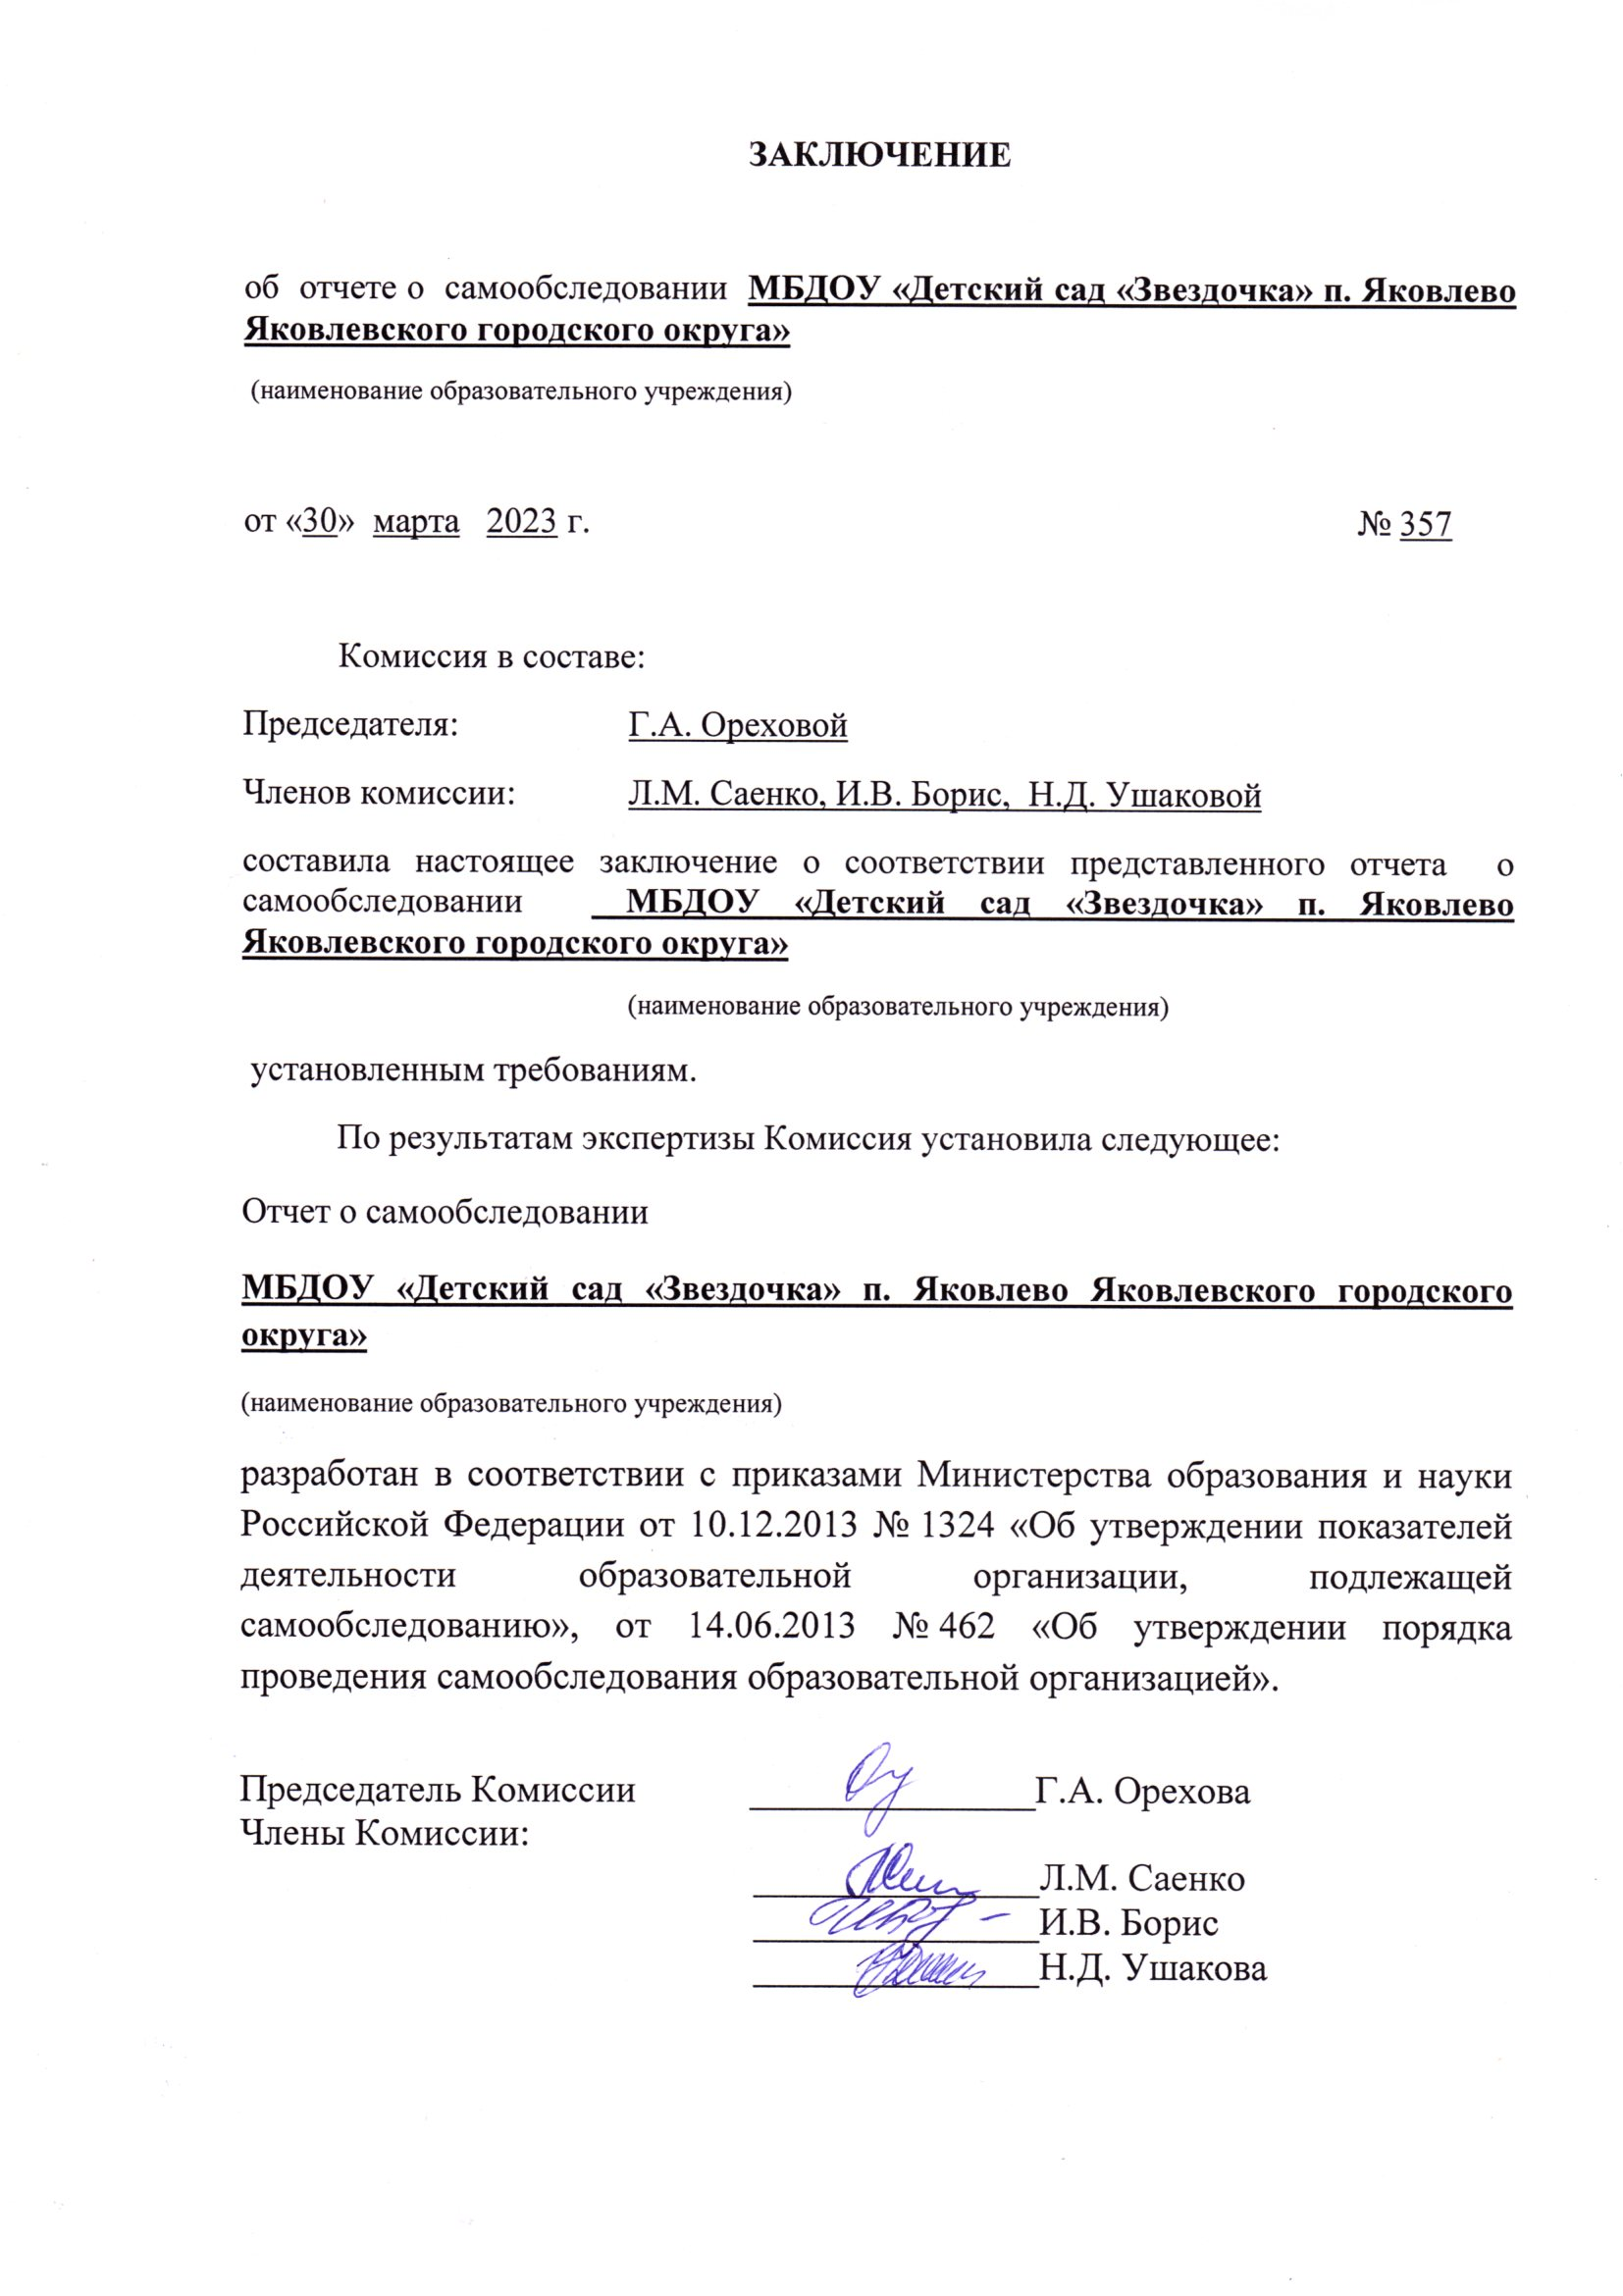 ЗАКЛЮЧЕНИЕ
об отчете о самообследовании МБДОУ «Детский сад «Звездочка» п. Яковлево
Яковлевского городского округа»
(наименование образовательного учреждения)
от «30» марта 2023 г. № 357
Комиссия в составе:
Председателя: Г.А. Ореховой
Членов комиссии: Л.М. Саенко, И.В. Борис, Н.Д. Ушаковой
составила настоящее заключение о соответствии представленного отчета о
самообследовании МБДОУ «Детский сад «Звездочка» п. Яковлево
Яковлевского городского округа»
(наименование образовательного учреждения)
установленным требованиям.
По результатам экспертизы Комиссия установила следующее:
Отчет о самообследовании
МБДОУ «Детский сад «Звездочка» п. Яковлево Яковлевского городского
округа»
(наименование образовательного учреждения)
разработан в соответствии с приказами Министерства образования и науки
Российской Федерации от 10.12.2013 № 1324 «Об утверждении показателей
деятельности образовательной организации, подлежащей
самообследованию», от 14.06.2013 № 462 «Об утверждении порядка
проведения самообследования образовательной организацией».
Председатель Комиссии Г.А. Орехова
Члены Комиссии:
Л.М. Саенко
И.В. Борис
Н.Д. Ушакова